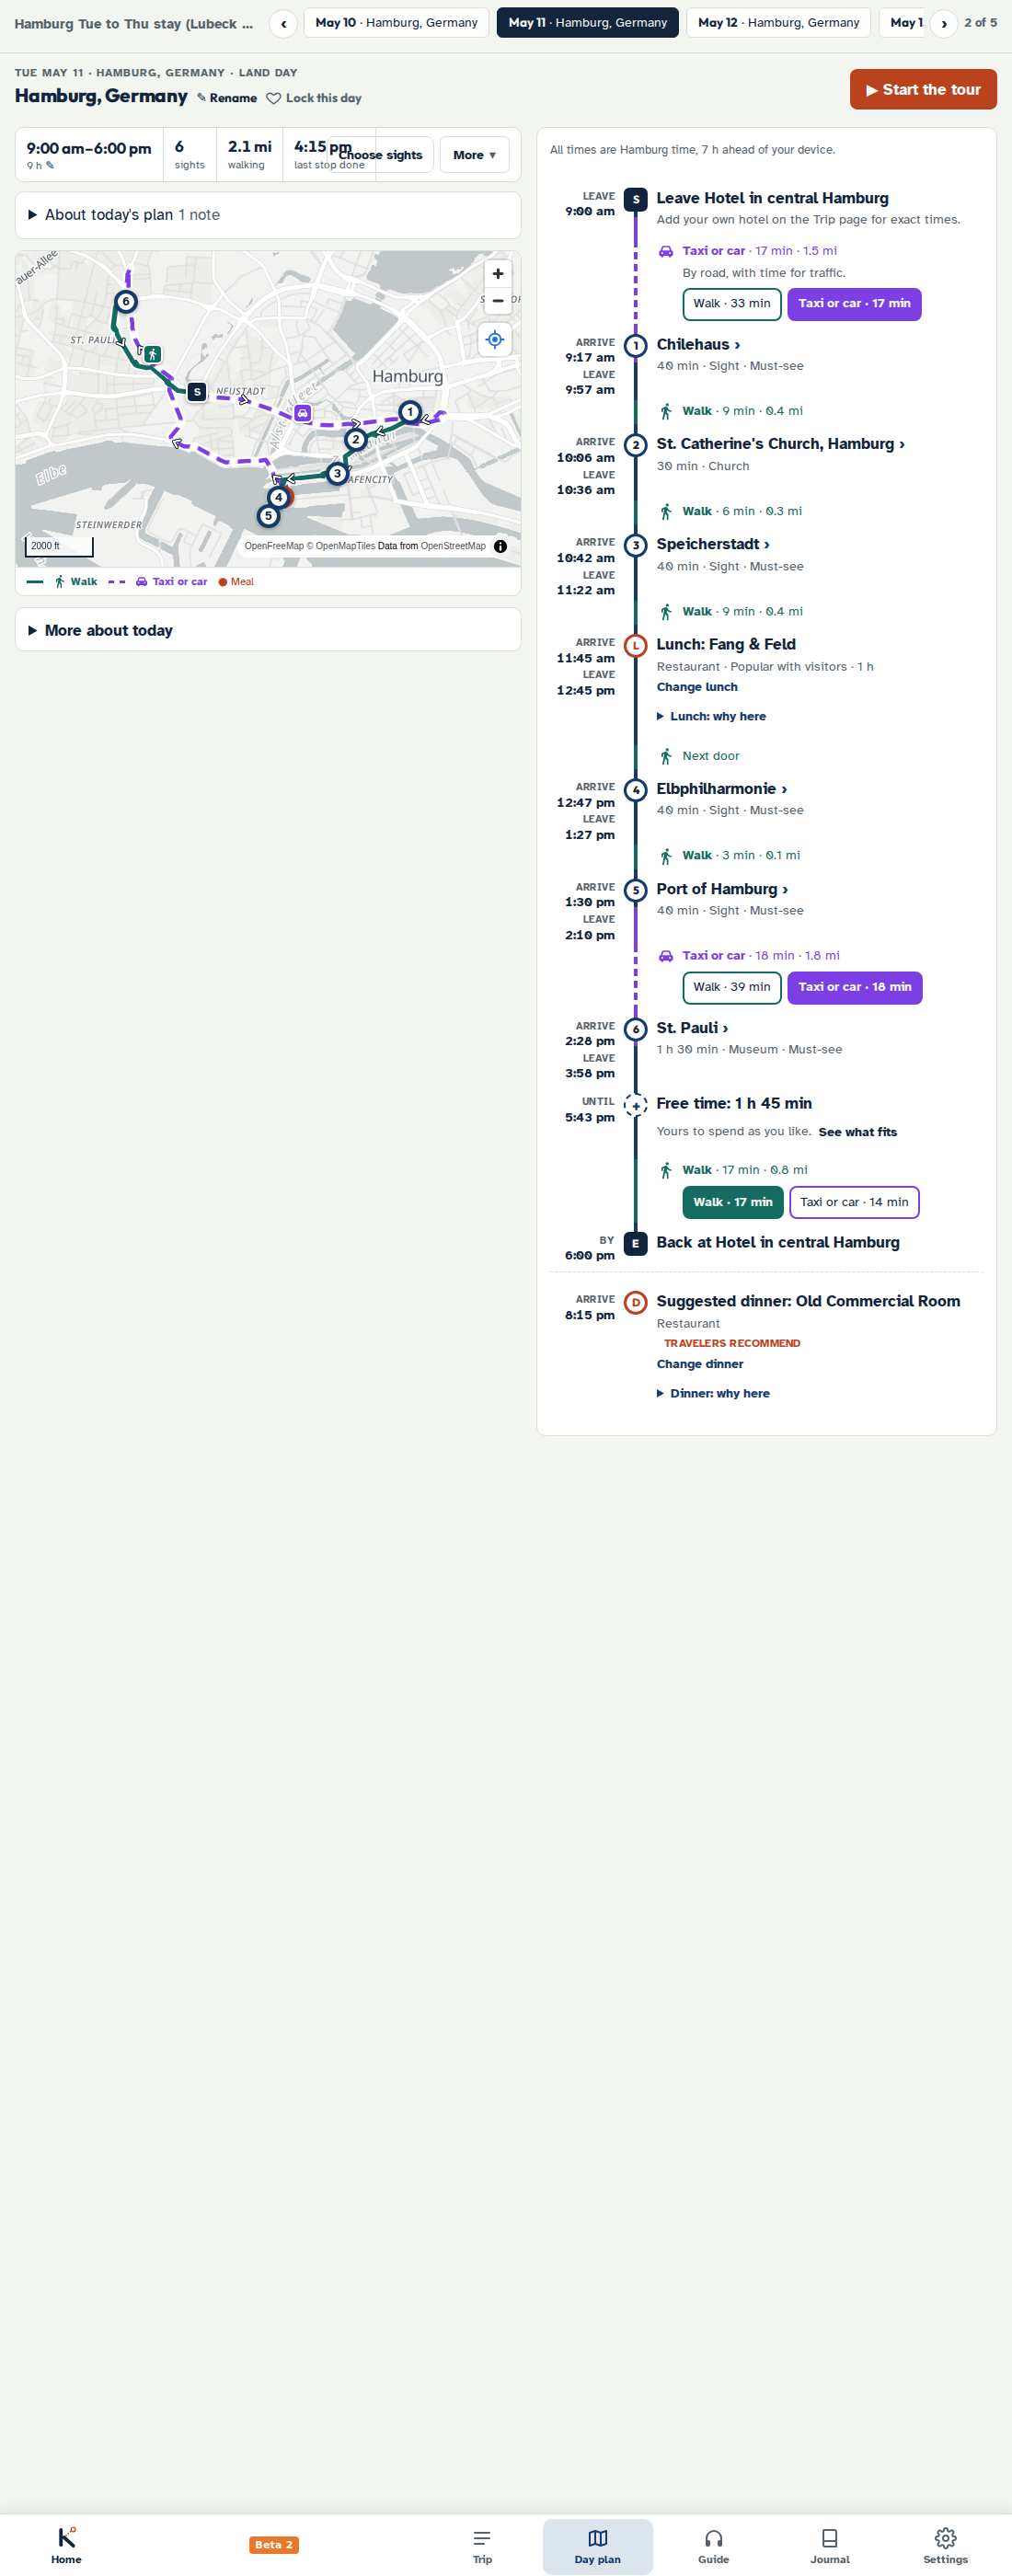 Hamburg Tue to Thu stay (Lubeck ...
‹
May 10 · Hamburg, Germany
May 11 · Hamburg, Germany
May 12 · Hamburg, Germany
May 1
›
2 of 5
TUE MAY 11 · HAMBURG, GERMANY · LAND DAY
Hamburg, Germany
✎ Rename
Lock this day
▶ Start the tour
9:00 am–6:00 pm
9 h ✎
6
sights
2.1 mi
walking
4:15 pm
last stop done
Choose sights
More ▼
▶ About today's plan 1 note
auer-Allee
6
ST. PAULI
S
NEUSTADT
Hamburg
1
2
3
AFENCITY
4
5
Elbe
STEINWERDER
+
−
2000 ft
OpenFreeMap © OpenMapTiles Data from OpenStreetMap
Walk
Taxi or car
Meal
▶ More about today
All times are Hamburg time, 7 h ahead of your device.
LEAVE
9:00 am
S
Leave Hotel in central Hamburg
Add your own hotel on the Trip page for exact times.
Taxi or car · 17 min · 1.5 mi
By road, with time for traffic.
Walk · 33 min
Taxi or car · 17 min
ARRIVE
9:17 am
LEAVE
9:57 am
1
Chilehaus ›
40 min · Sight · Must-see
Walk · 9 min · 0.4 mi
ARRIVE
10:06 am
LEAVE
10:36 am
2
St. Catherine's Church, Hamburg ›
30 min · Church
Walk · 6 min · 0.3 mi
ARRIVE
10:42 am
LEAVE
11:22 am
3
Speicherstadt ›
40 min · Sight · Must-see
Walk · 9 min · 0.4 mi
ARRIVE
11:45 am
LEAVE
12:45 pm
L
Lunch: Fang & Feld
Restaurant · Popular with visitors · 1 h
Change lunch
▶ Lunch: why here
Next door
ARRIVE
12:47 pm
LEAVE
1:27 pm
4
Elbphilharmonie ›
40 min · Sight · Must-see
Walk · 3 min · 0.1 mi
ARRIVE
1:30 pm
LEAVE
2:10 pm
5
Port of Hamburg ›
40 min · Sight · Must-see
Taxi or car · 18 min · 1.8 mi
Walk · 39 min
Taxi or car · 18 min
ARRIVE
2:28 pm
LEAVE
3:58 pm
6
St. Pauli ›
1 h 30 min · Museum · Must-see
UNTIL
5:43 pm
+
Free time: 1 h 45 min
Yours to spend as you like. See what fits
Walk · 17 min · 0.8 mi
Walk · 17 min
Taxi or car · 14 min
BY
6:00 pm
E
Back at Hotel in central Hamburg
ARRIVE
8:15 pm
D
Suggested dinner: Old Commercial Room
Restaurant
TRAVELERS RECOMMEND
Change dinner
▶ Dinner: why here
Home
Beta 2
Trip
Day plan
Guide
Journal
Settings